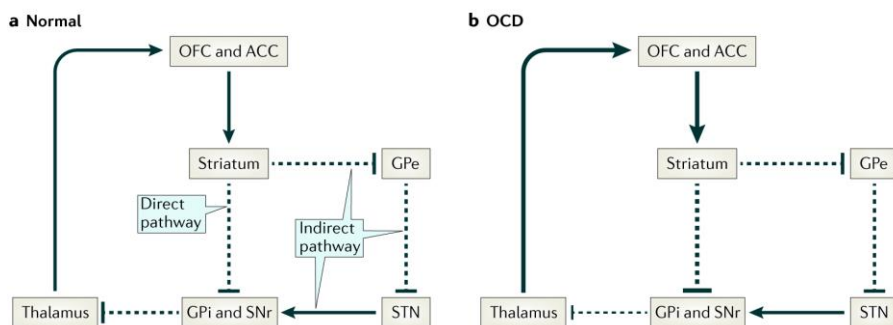 a Normal
OFC and ACC
Striatum
GPe
Direct
pathway
Indirect
pathway
Thalamus
GPi and SNr
STN
b OCD
OFC and ACC
Striatum
GPe
Thalamus
GPi and SNr
STN